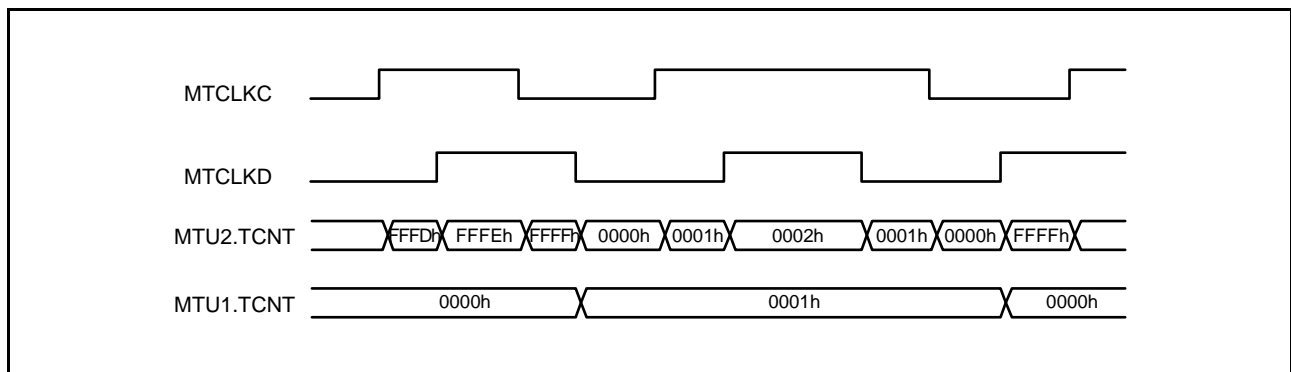 MTCLKC
MTCLKD
MTU2.TCNT FFFDh FFFEh FFFFh 0000h 0001h 0002h 0001h 0000h FFFFh
MTU1.TCNT 0000h 0001h 0000h